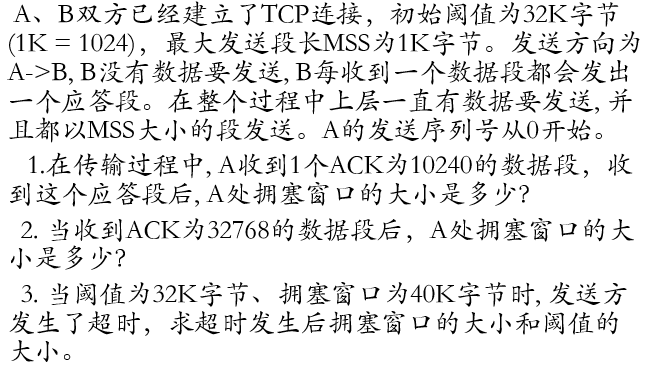 A、B双方已经建立了TCP连接，初始阈值为32K字节
(1K = 1024)，最大发送段长MSS为1K字节。发送方向为
A->B, B没有数据要发送, B每收到一个数据段都会发出
一个应答段。在整个过程中上层一直有数据要发送, 并
且都以MSS大小的段发送。A的发送序列号从0开始。
1.在传输过程中, A收到1个ACK为10240的数据段，收
到这个应答段后, A处拥塞窗口的大小是多少？
2. 当收到ACK为32768的数据段后，A处拥塞窗口的大
小是多少？
3. 当阈值为32K字节、拥塞窗口为40K字节时, 发送方
发生了超时，求超时发生后拥塞窗口的大小和阈值的
大小。